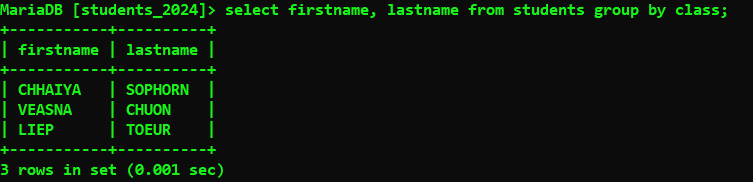 MariaDB [students_2024]> select firstname, lastname from students group by class;
+-----------+----------+
| firstname | lastname |
+-----------+----------+
| CHHAIYA   | SOPHORN  |
| VEASNA    | CHUON    |
| LIEP      | TOEUR    |
+-----------+----------+
3 rows in set (0.001 sec)